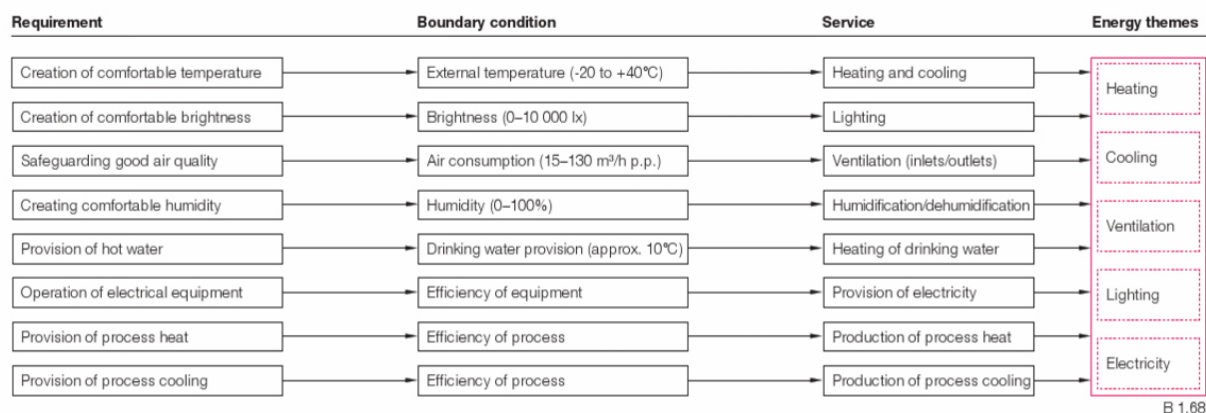 Requirement Boundary condition Service Energy themes
Creation of comfortable temperature External temperature (-20 to +40°C) Heating and cooling
Heating
Creation of comfortable brightness Brightness (0–10 000 lx) Lighting
Safeguarding good air quality Air consumption (15–130 m³/h p.p.) Ventilation (inlets/outlets) Cooling
Creating comfortable humidity Humidity (0–100%) Humidification/dehumidification
Ventilation
Provision of hot water Drinking water provision (approx. 10°C) Heating of drinking water
Operation of electrical equipment Efficiency of equipment Provision of electricity Lighting
Provision of process heat Efficiency of process Production of process heat
Electricity
Provision of process cooling Efficiency of process Production of process cooling
B 1.68